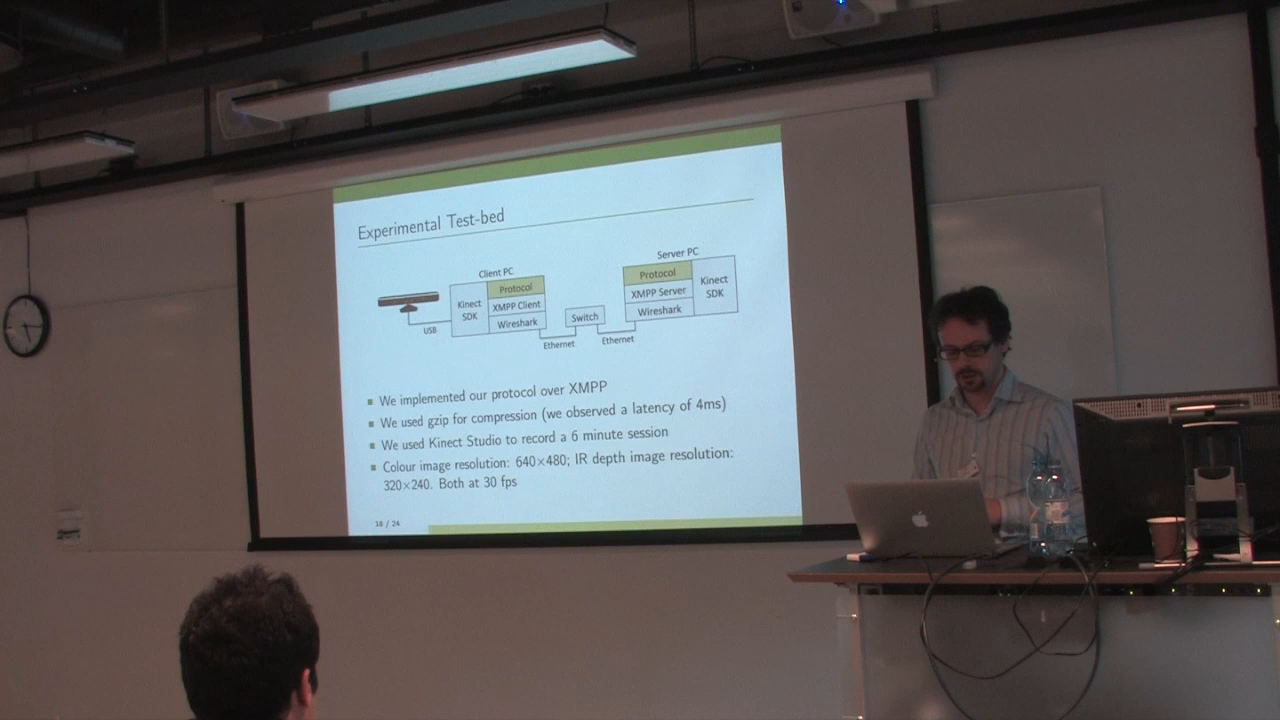 Experimental Test-bed
Client PC
Server PC
Kinect SDK
Protocol
XMPP Client
Wireshark
USB
Ethernet
Switch
Ethernet
Protocol
XMPP Server
Wireshark
Kinect SDK
We implemented our protocol over XMPP
We used gzip for compression (we observed a latency of 4ms)
We used Kinect Studio to record a 6 minute session
Colour image resolution: 640×480; IR depth image resolution:
320×240. Both at 30 fps
18 / 24